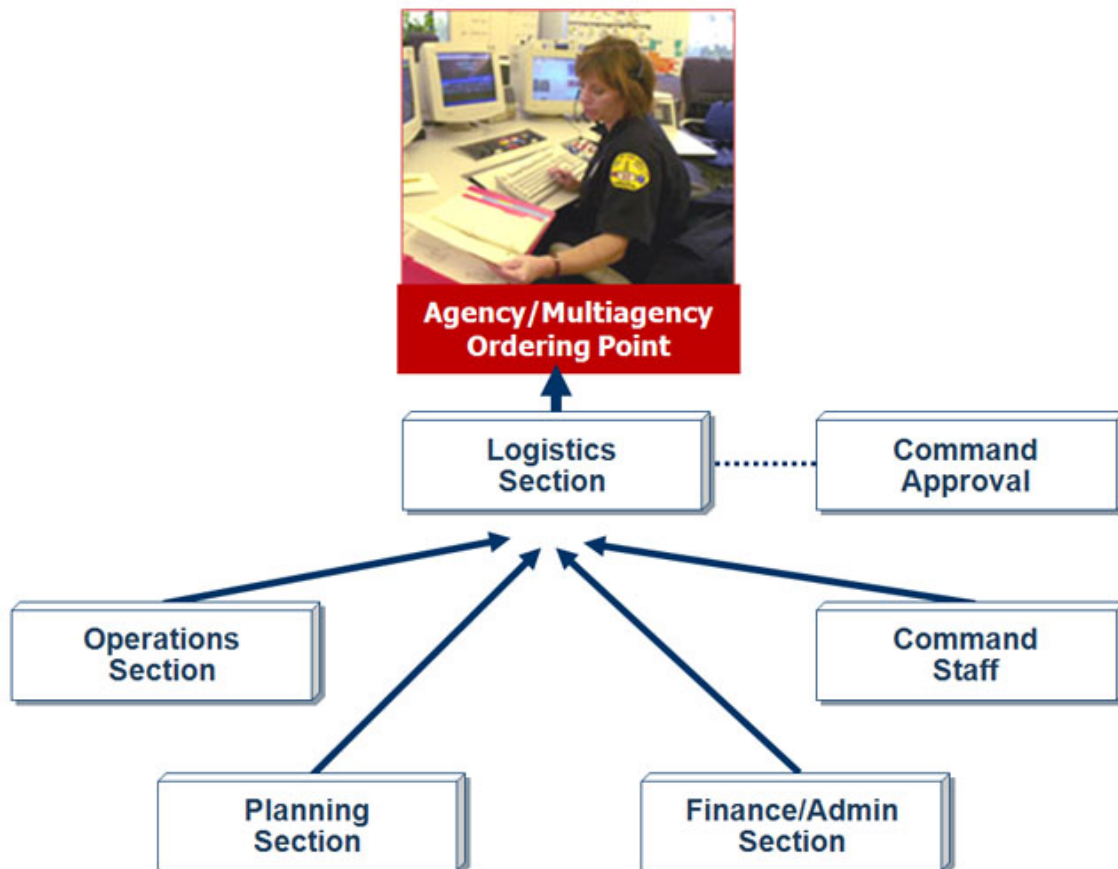 Agency/Multiagency
Ordering Point
Logistics
Section
Command
Approval
Operations
Section
Command
Staff
Planning
Section
Finance/Admin
Section